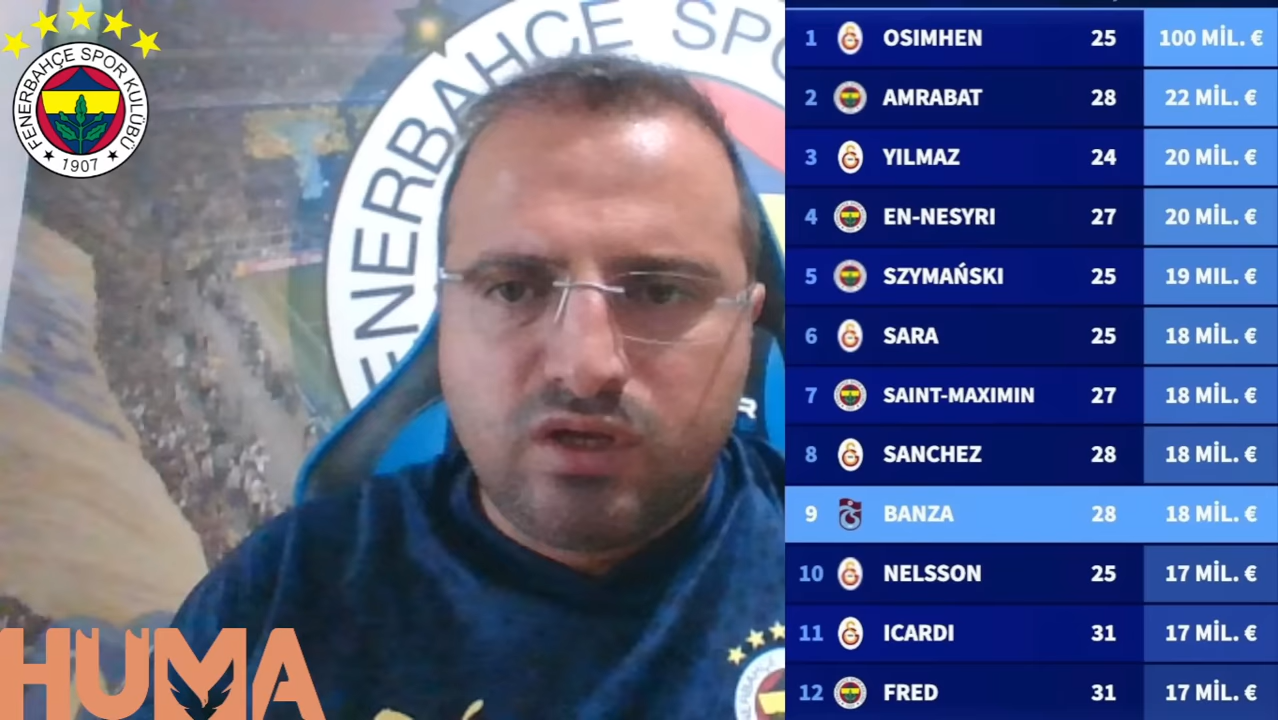 FENERBAHÇE SPOR KULÜBÜ
1907
FENERBAHÇE SPO
HUMA
1 OSIMHEN 25 100 MİL. €
2 AMRABAT 28 22 MİL. €
3 YILMAZ 24 20 MİL. €
4 EN-NESYRI 27 20 MİL. €
5 SZYMAŃSKI 25 19 MIL. €
6 SARA 25 18 MİL. €
7 SAINT-MAXIMIN 27 18 MİL. €
8 SANCHEZ 28 18 MİL. €
9 BANZA 28 18 MİL. €
10 NELSSON 25 17 MİL. €
11 ICARDI 31 17 MİL. €
12 FRED 31 17 MİL. €